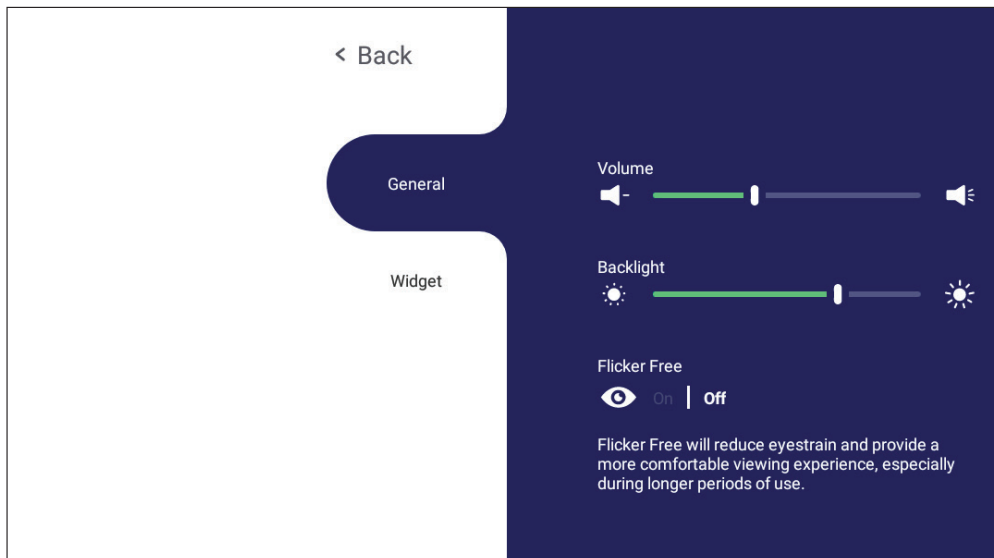 < Back
General
Widget
Volume
Backlight
Flicker Free
On | Off
Flicker Free will reduce eyestrain and provide a
more comfortable viewing experience, especially
during longer periods of use.